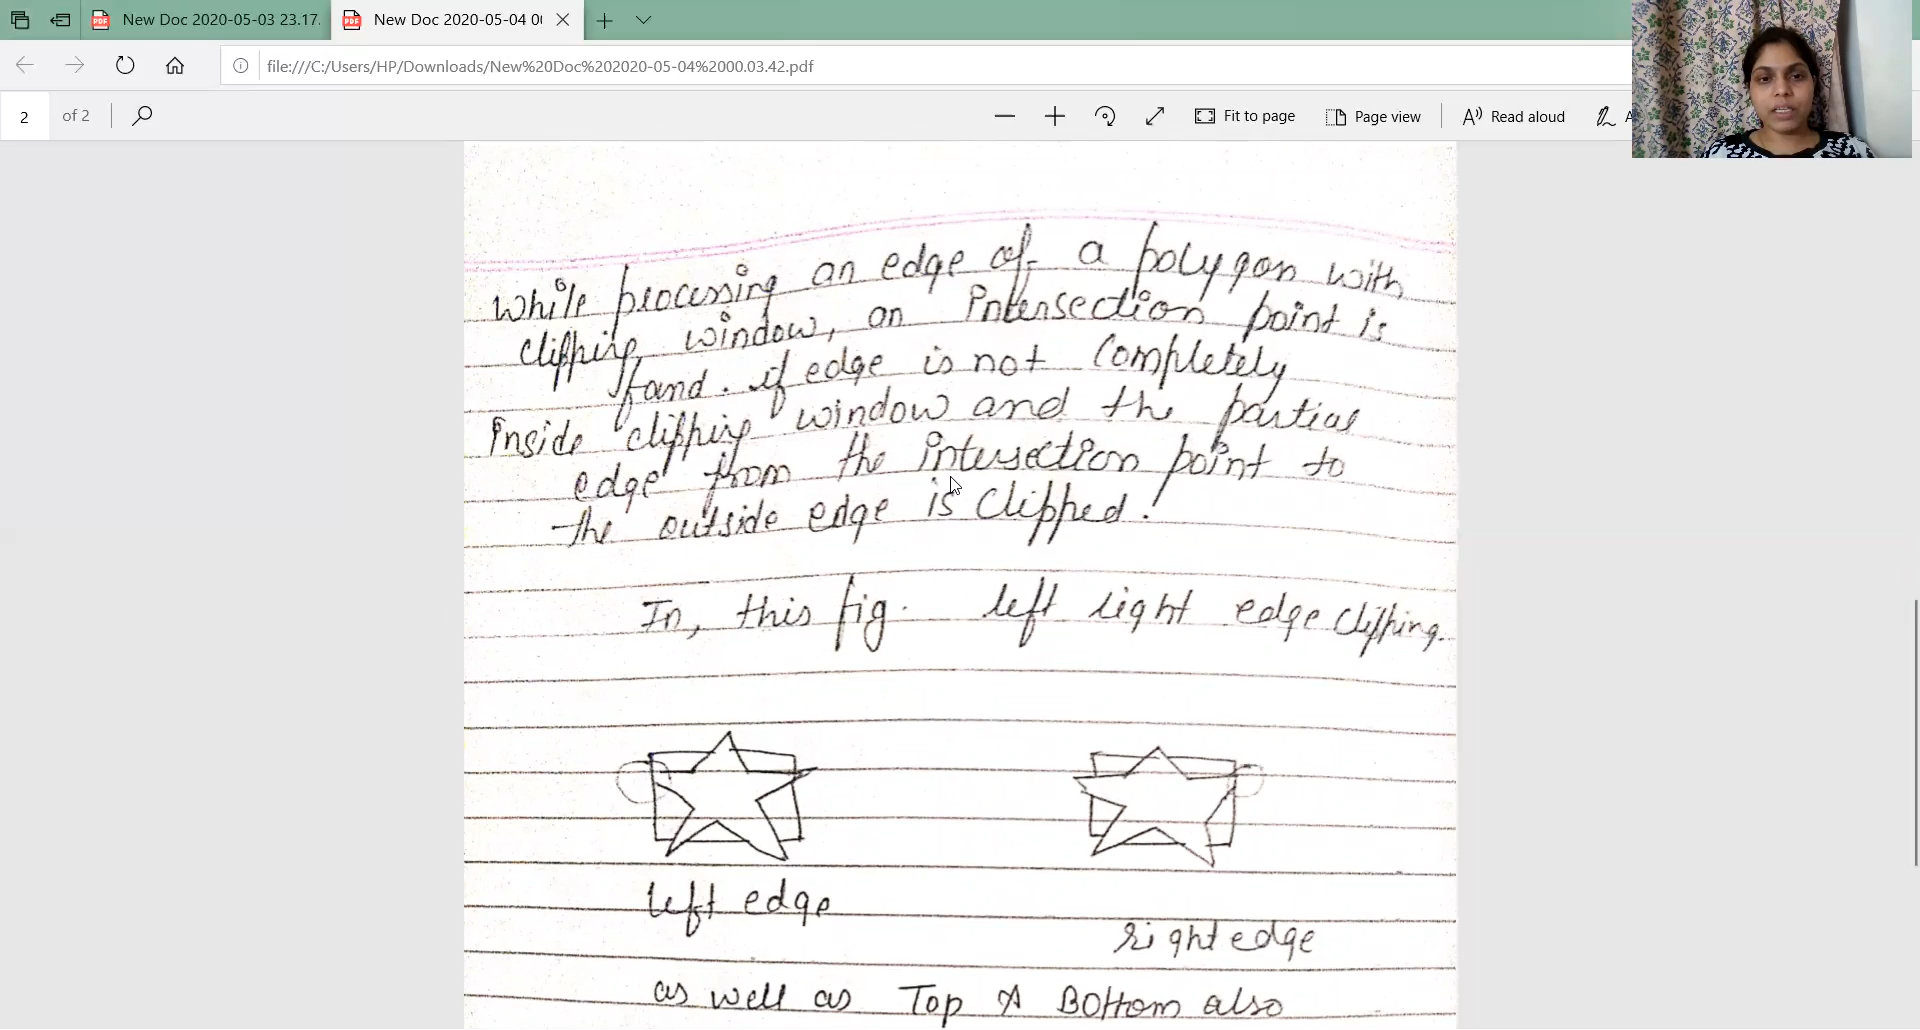 New Doc 2020-05-03 23.17.
New Doc 2020-05-04 0
file:///C:/Users/HP/Downloads/New%20Doc%202020-05-04%2000.03.42.pdf
2 of 2
Fit to page
Page view
Read aloud
While processing an edge of a polygon with
clipping window, an intersection point is
fand. if edge is not completely
inside clipping window and the partial
edge from the intersection point to
the outside edge is clipped.
In, this fig. left right edge clipping.
left edge
right edge
as well as Top & Bottom also